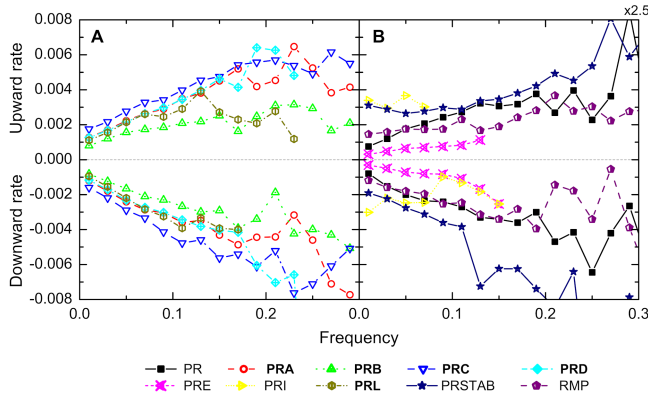 x2.5
A
B
Upward rate
Downward rate
0.008
0.006
0.004
0.002
0.000
-0.002
-0.004
-0.006
-0.008
0.0
0.1
0.2
0.0
0.1
0.2
0.3
Frequency
PR
PRA
PRB
PRC
PRD
PRE
PRI
PRL
PRSTAB
RMP